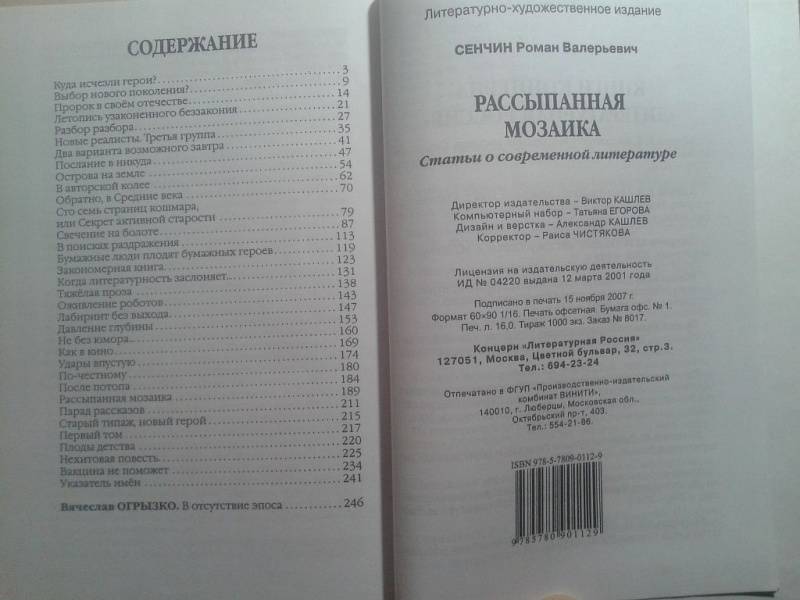 СОДЕРЖАНИЕ
Куда исчезли герои? 3
Выбор нового поколения? 9
Пророк в своём отечестве 14
Летопись узаконенного беззакония 21
Разбор разбора 27
Новые реалисты. Третья группа 35
Два варианта возможного завтра 41
Послание в никуда 47
Острова на земле 54
В авторской колее 62
Обратно, в Средние века 70
Сто семь страниц кошмара,
или Секрет активной старости 79
Свечение на болоте 87
В поисках раздражения 113
Бумажные люди плодят бумажных героев 119
Закономерная книга 123
Когда литературность заслоняет... 131
Тяжёлая проза 138
Оживление роботов 143
Лабиринт без выхода 147
Давление глубины 153
Не без юмора 160
Как в кино 169
Удары впустую 174
По-честному 180
После потопа 184
Рассыпанная мозаика 189
Парад рассказов 211
Старый типаж, новый герой 215
Первый том 217
Плоды детства 220
Нехитовая повесть 225
Вакцина не поможет 234
Указатель имён 241
Вячеслав ОГРЫЗКО. В отсутствие эпоса 246
Литературно-художественное издание
СЕНЧИН Роман Валерьевич
РАССЫПАННАЯ
МОЗАИКА
Статьи о современной литературе
Директор издательства – Виктор КАШЛЕВ
Компьютерный набор – Татьяна ЕГОРОВА
Дизайн и верстка – Александр КАШЛЕВ
Корректор – Раиса ЧИСТЯКОВА
Лицензия на издательскую деятельность
ИД № 04220 выдана 12 марта 2001 года
Подписано в печать 15 ноября 2007 г.
Формат 60×90 1/16. Печать офсетная. Бумага офс. № 1.
Печ. л. 16,0. Тираж 1000 экз. Заказ № 8017.
Концерн «Литературная Россия»
127051, Москва, Цветной бульвар, 32, стр.3.
Тел.: 694-23-24
Отпечатано в ФГУП «Производственно-издательский
комбинат ВИНИТИ»,
140010, г. Люберцы, Московская обл.,
Октябрьский пр-т, 403.
Тел.: 554-21-86.
ISBN 978-5-7809-0112-9
9 785780 901129